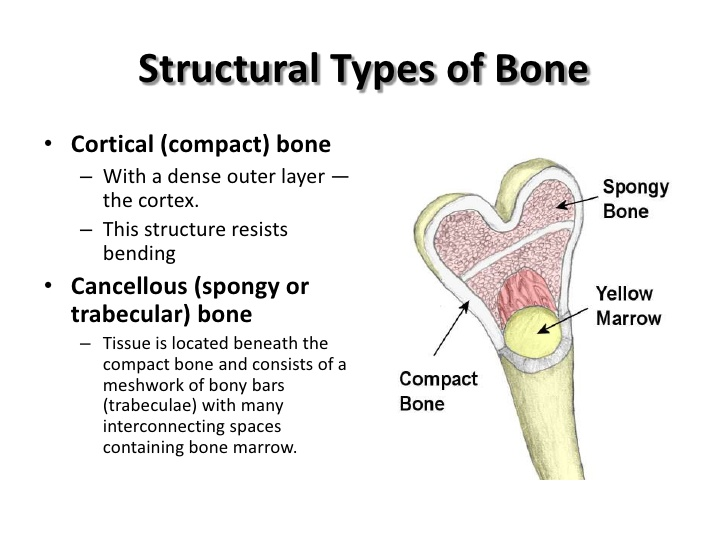 Structural Types of Bone
• Cortical (compact) bone
– With a dense outer layer —
the cortex.
– This structure resists
bending
• Cancellous (spongy or
trabecular) bone
– Tissue is located beneath the
compact bone and consists of a
meshwork of bony bars
(trabeculae) with many
interconnecting spaces
containing bone marrow.
Spongy
Bone
Yellow
Marrow
Compact
Bone